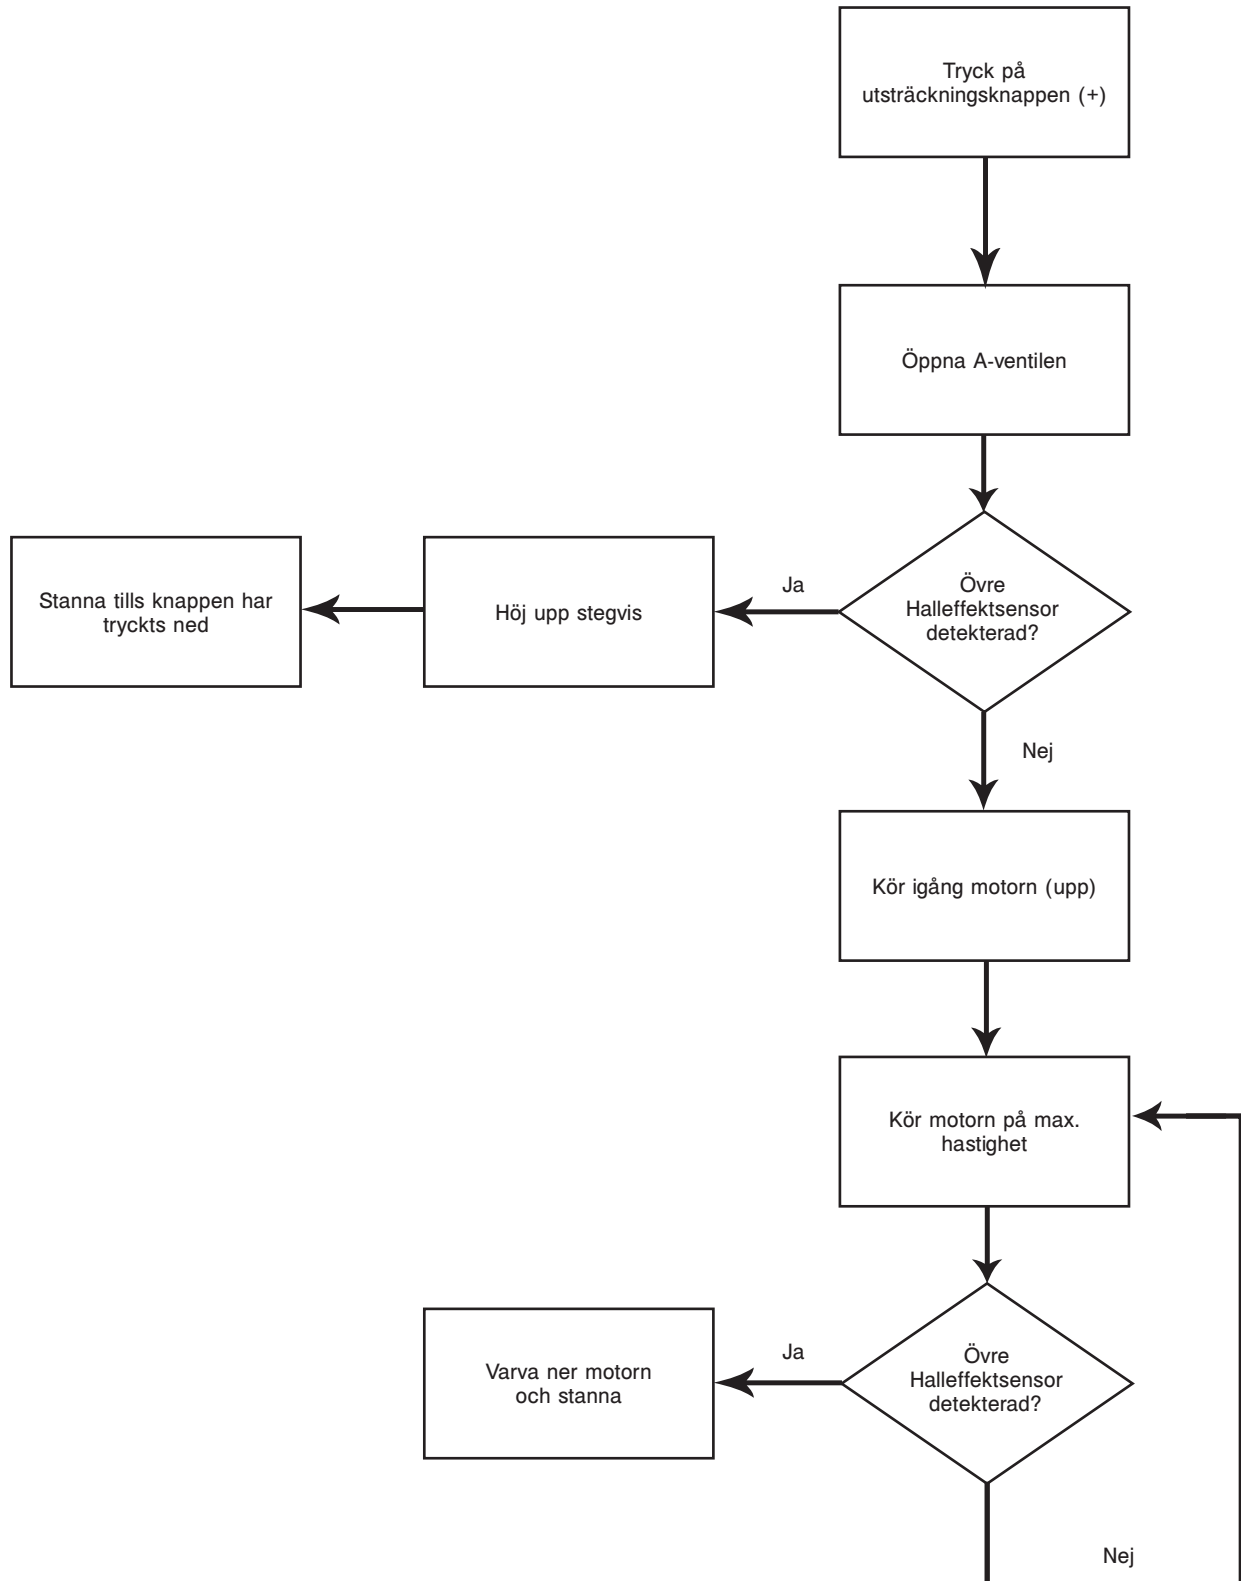 Tryck på
utsträckningsknappen (+)
Öppna A-ventilen
Övre
Halleffektsensor
detekterad?
Ja
Höj upp stegvis
Stanna tills knappen har
tryckts ned
Nej
Kör igång motorn (upp)
Kör motorn på max.
hastighet
Övre
Halleffektsensor
detekterad?
Ja
Varva ner motorn
och stanna
Nej